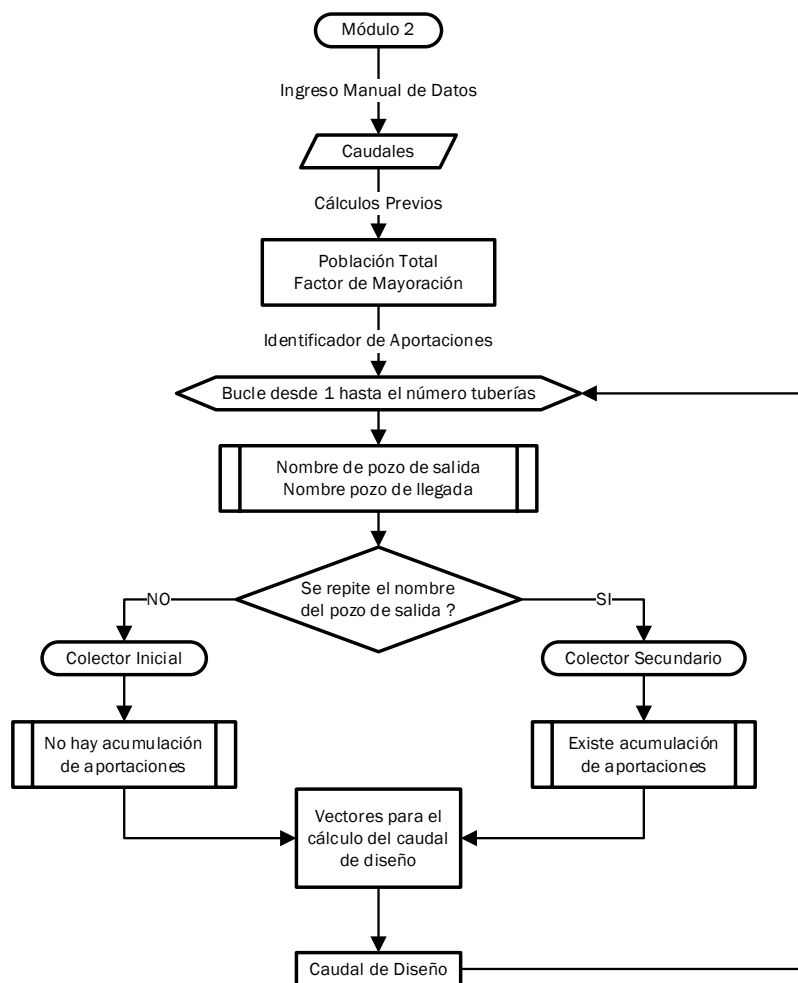 Módulo 2
Ingreso Manual de Datos
Caudales
Cálculos Previos
Población Total
Factor de Mayoración
Identificador de Aportaciones
Bucle desde 1 hasta el número tuberías
Nombre de pozo de salida
Nombre pozo de llegada
Se repite el nombre
del pozo de salida ?
NO
SI
Colector Inicial
Colector Secundario
No hay acumulación
de aportaciones
Existe acumulación
de aportaciones
Vectores para el
cálculo del caudal
de diseño
Caudal de Diseño